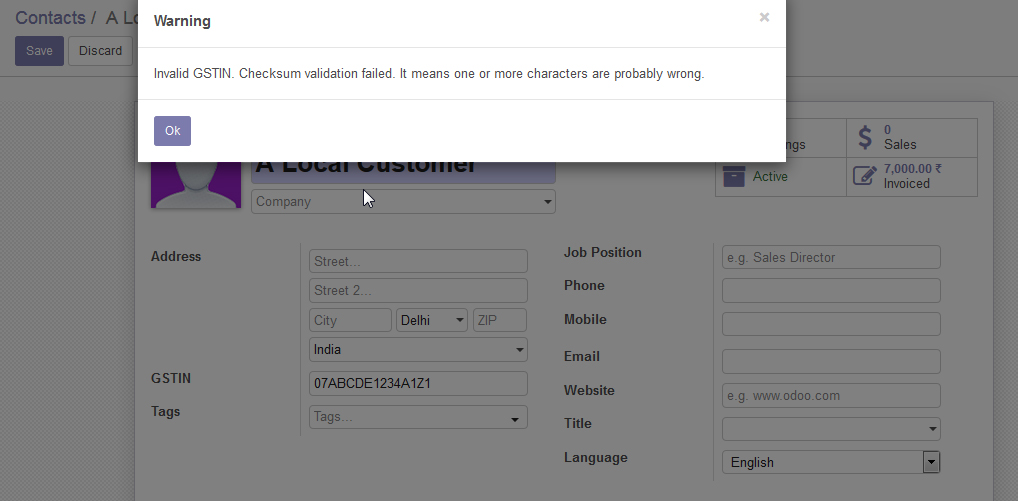 Contacts / A Lo
Warning
×
Save Discard
Invalid GSTIN. Checksum validation failed. It means one or more characters are probably wrong.
Ok
ngs
0
Sales
A Local Customer
Active
7,000.00 ₹
Invoiced
Company
Address
Street...
Street 2...
City Delhi ZIP
India
GSTIN 07ABCDE1234A1Z1
Tags Tags...
Job Position e.g. Sales Director
Phone
Mobile
Email
Website e.g. www.odoo.com
Title
Language English